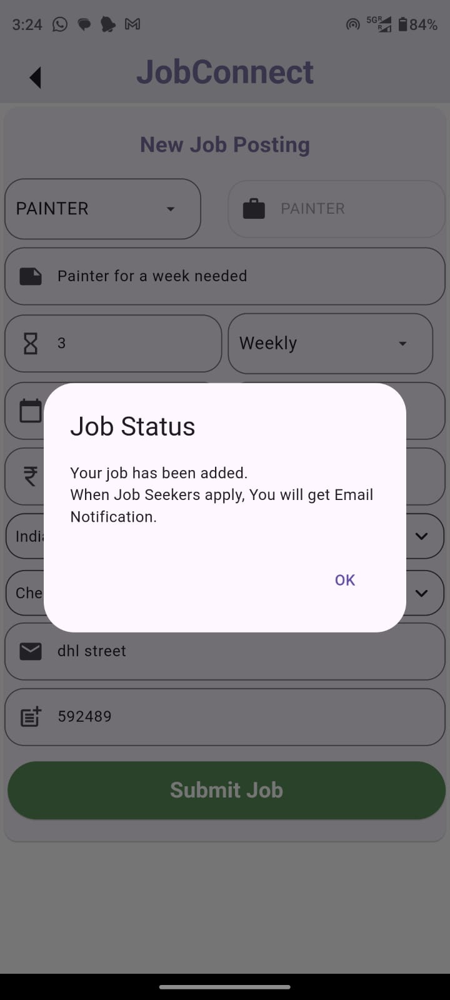 3:24 5G R R 84%
JobConnect
New Job Posting
PAINTER PAINTER
Painter for a week needed
3 Weekly
Job Status
Your job has been added.
When Job Seekers apply, You will get Email
Notification.
₹
OK
dhl street
592489
Submit Job